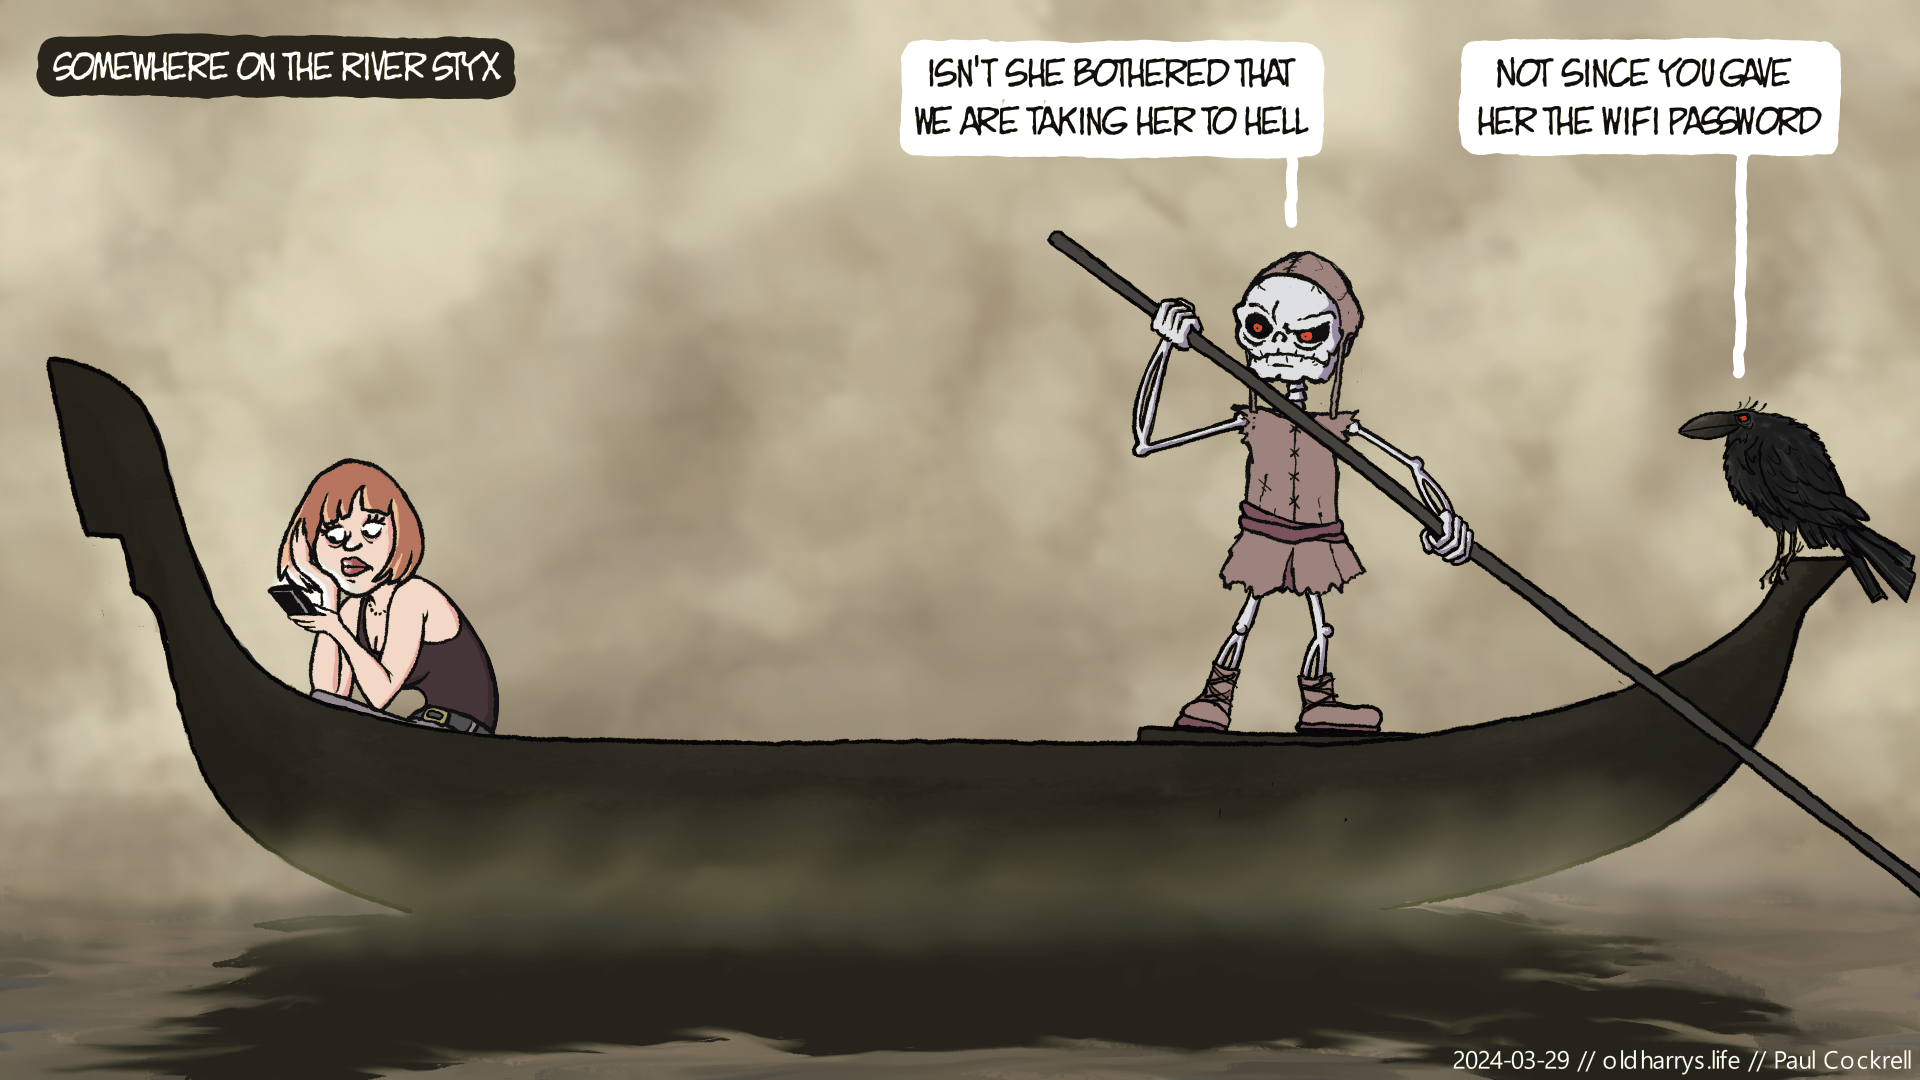 SOMEWHERE ON THE RIVER STYX
ISN'T SHE BOTHERED THAT
WE ARE TAKING HER TO HELL
NOT SINCE YOU GAVE
HER THE WIFI PASSWORD
2024-03-29 // oldharrys.life // Paul Cockrell